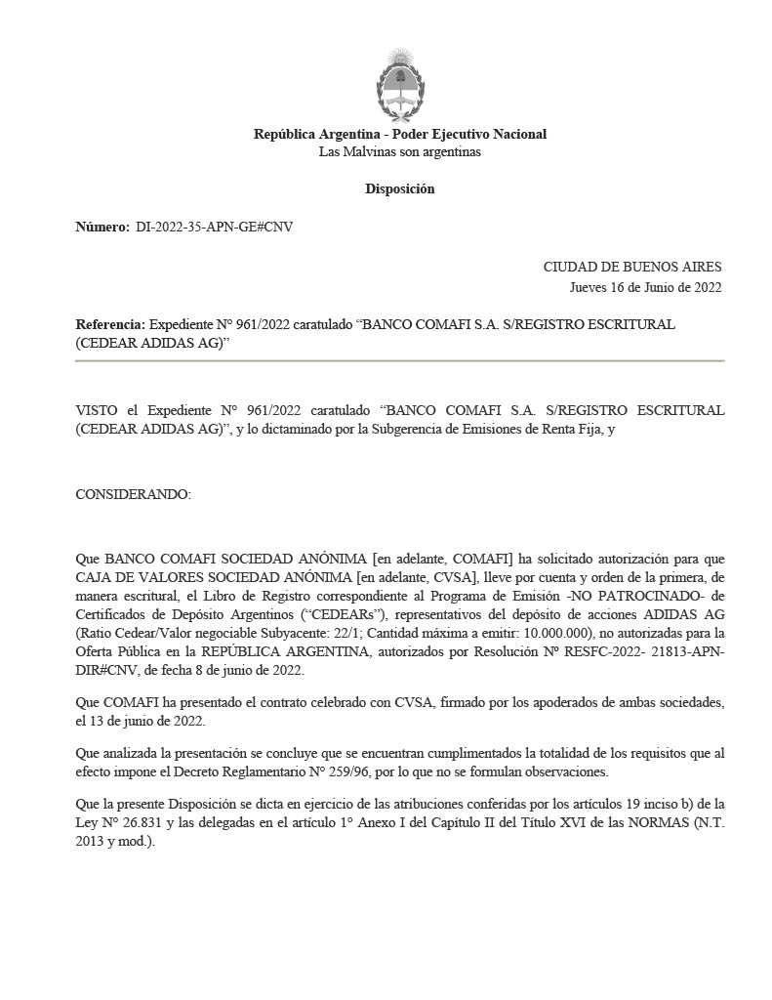 República Argentina - Poder Ejecutivo Nacional
Las Malvinas son argentinas
Disposición
Número: DI-2022-35-APN-GE#CNV
CIUDAD DE BUENOS AIRES
Jueves 16 de Junio de 2022
Referencia: Expediente N° 961/2022 caratulado “BANCO COMAFI S.A. S/REGISTRO ESCRITURAL
(CEDEAR ADIDAS AG)”
VISTO el Expediente N° 961/2022 caratulado “BANCO COMAFI S.A. S/REGISTRO ESCRITURAL
(CEDEAR ADIDAS AG)”, y lo dictaminado por la Subgerencia de Emisiones de Renta Fija, y
CONSIDERANDO:
Que BANCO COMAFI SOCIEDAD ANÓNIMA [en adelante, COMAFI] ha solicitado autorización para que
CAJA DE VALORES SOCIEDAD ANÓNIMA [en adelante, CVSA], lleve por cuenta y orden de la primera, de
manera escritural, el Libro de Registro correspondiente al Programa de Emisión -NO PATROCINADO- de
Certificados de Depósito Argentinos (“CEDEARs”), representativos del depósito de acciones ADIDAS AG
(Ratio Cedear/Valor negociable Subyacente: 22/1; Cantidad máxima a emitir: 10.000.000), no autorizadas para la
Oferta Pública en la REPÚBLICA ARGENTINA, autorizados por Resolución Nº RESFC-2022- 21813-APN-
DIR#CNV, de fecha 8 de junio de 2022.
Que COMAFI ha presentado el contrato celebrado con CVSA, firmado por los apoderados de ambas sociedades,
el 13 de junio de 2022.
Que analizada la presentación se concluye que se encuentran cumplimentados la totalidad de los requisitos que al
efecto impone el Decreto Reglamentario N° 259/96, por lo que no se formulan observaciones.
Que la presente Disposición se dicta en ejercicio de las atribuciones conferidas por los artículos 19 inciso b) de la
Ley N° 26.831 y las delegadas en el artículo 1° Anexo I del Capítulo II del Título XVI de las NORMAS (N.T.
2013 y mod.).